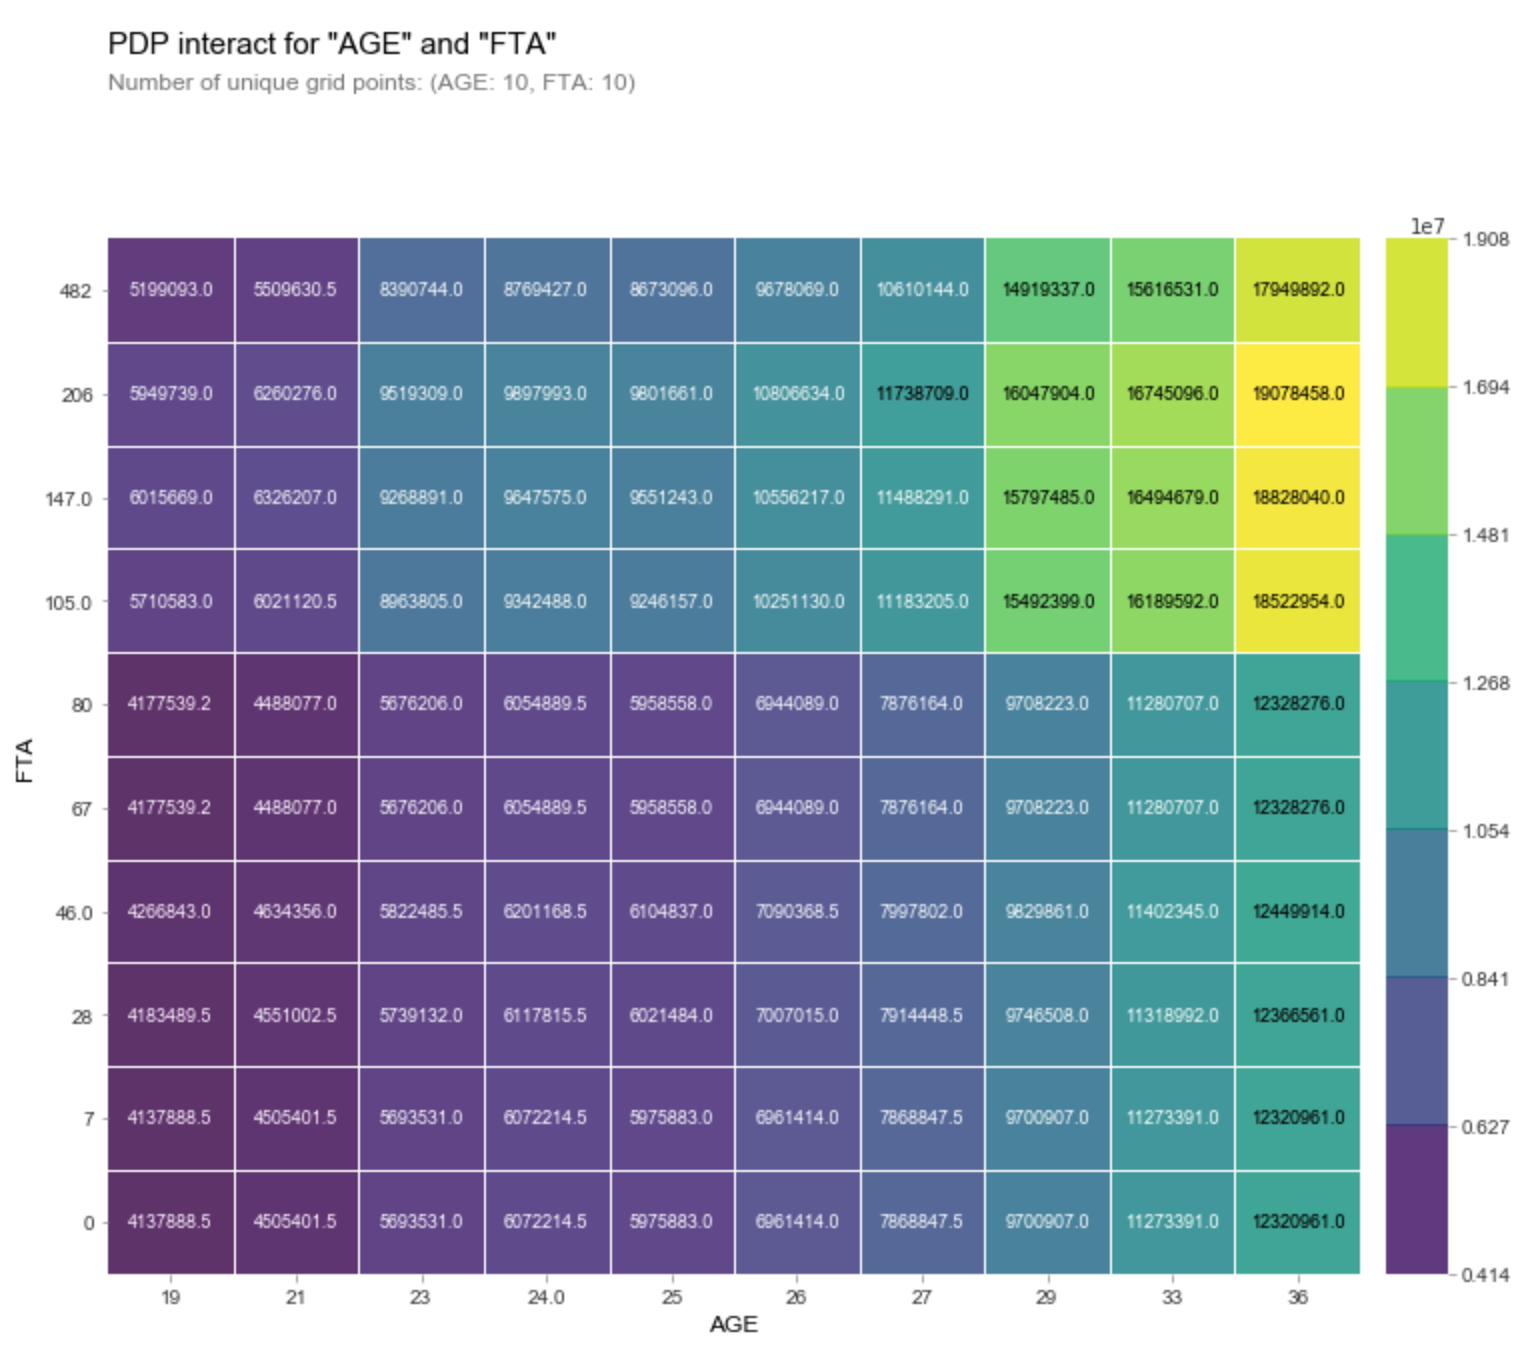 PDP interact for "AGE" and "FTA"
Number of unique grid points: (AGE: 10, FTA: 10)
1e7
1.908
482 5199093.0 5509630.5 8390744.0 8769427.0 8673096.0 9678069.0 10610144.0 14919337.0 15616531.0 17949892.0
1.694
206 5949739.0 6260276.0 9519309.0 9897993.0 9801661.0 10806634.0 11738709.0 16047904.0 16745096.0 19078458.0
147.0 6015669.0 6326207.0 9268891.0 9647575.0 9551243.0 10556217.0 11488291.0 15797485.0 16494679.0 18828040.0
1.481
105.0 5710583.0 6021120.5 8963805.0 9342488.0 9246157.0 10251130.0 11183205.0 15492399.0 16189592.0 18522954.0
1.268
80 4177539.2 4488077.0 5676206.0 6054889.5 5958558.0 6944089.0 7876164.0 9708223.0 11280707.0 12328276.0
FTA
67 4177539.2 4488077.0 5676206.0 6054889.5 5958558.0 6944089.0 7876164.0 9708223.0 11280707.0 12328276.0
1.054
46.0 4266843.0 4634356.0 5822485.5 6201168.5 6104837.0 7090368.5 7997802.0 9829861.0 11402345.0 12449914.0
0.841
28 4183489.5 4551002.5 5739132.0 6117815.5 6021484.0 7007015.0 7914448.5 9746508.0 11318992.0 12366561.0
7 4137888.5 4505401.5 5693531.0 6072214.5 5975883.0 6961414.0 7868847.5 9700907.0 11273391.0 12320961.0
0.627
0 4137888.5 4505401.5 5693531.0 6072214.5 5975883.0 6961414.0 7868847.5 9700907.0 11273391.0 12320961.0
0.414
19 21 23 24.0 25 26 27 29 33 36
AGE